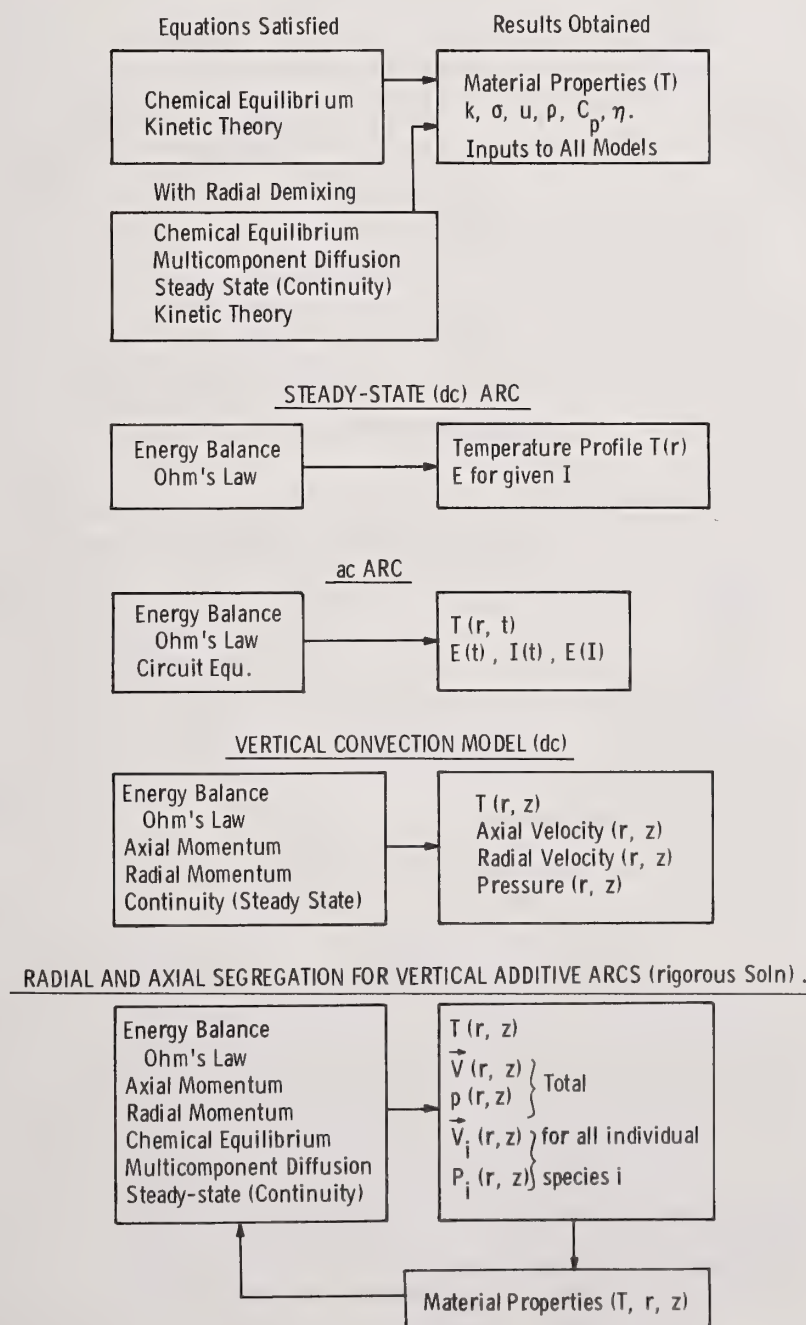 Equations Satisfied
Results Obtained
Chemical Equilibrium
Kinetic Theory
Material Properties (T)
k, σ, u, ρ, Cp, η.
Inputs to All Models
With Radial Demixing
Chemical Equilibrium
Multicomponent Diffusion
Steady State (Continuity)
Kinetic Theory
STEADY-STATE (dc) ARC
Energy Balance
Ohm's Law
Temperature Profile T(r)
E for given I
ac ARC
Energy Balance
Ohm's Law
Circuit Equ.
T (r, t)
E(t) , I(t) , E(I)
VERTICAL CONVECTION MODEL (dc)
Energy Balance
Ohm's Law
Axial Momentum
Radial Momentum
Continuity (Steady State)
T (r, z)
Axial Velocity (r, z)
Radial Velocity (r, z)
Pressure (r, z)
RADIAL AND AXIAL SEGREGATION FOR VERTICAL ADDITIVE ARCS (rigorous Soln) .
Energy Balance
Ohm's Law
Axial Momentum
Radial Momentum
Chemical Equilibrium
Multicomponent Diffusion
Steady-state (Continuity)
T (r, z)
V⃗ (r, z) } Total
p (r, z)
V⃗i (r, z) } for all individual
Pi (r, z) species i
Material Properties (T, r, z)